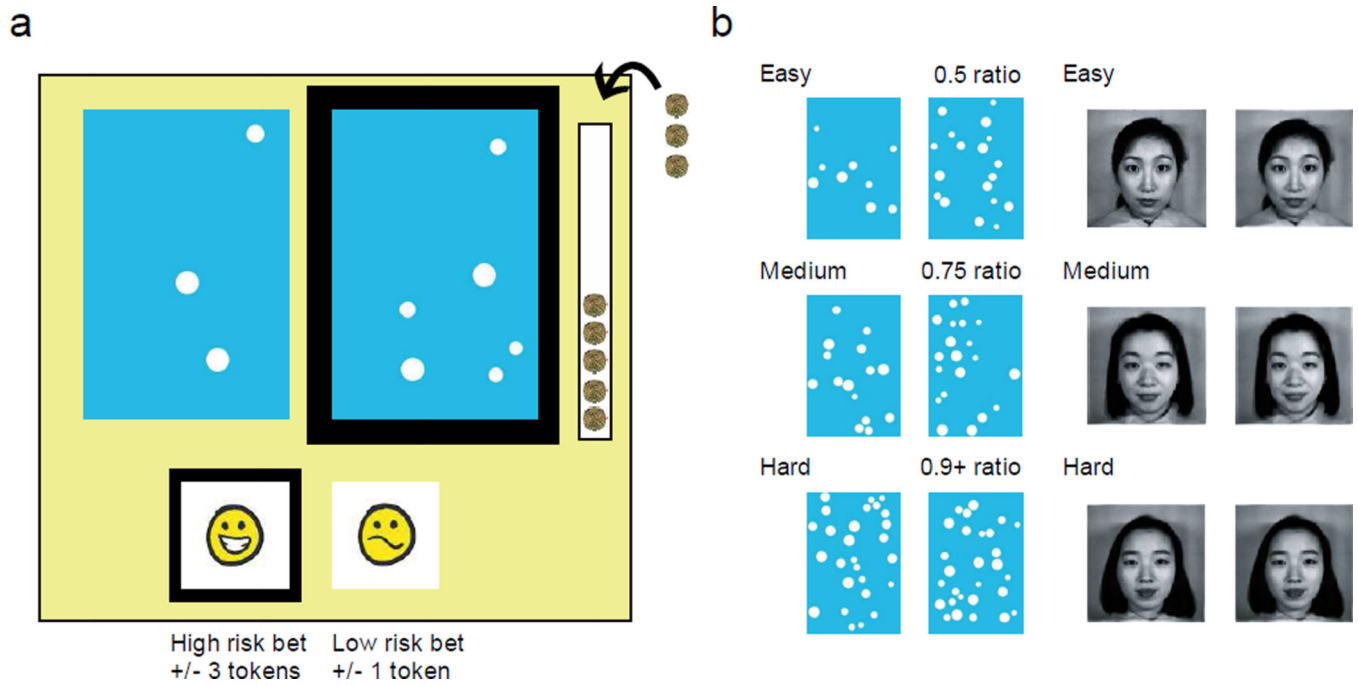 a
High risk bet
+/- 3 tokens
Low risk bet
+/- 1 token
b
Easy 0.5 ratio Easy
Medium 0.75 ratio Medium
Hard 0.9+ ratio Hard